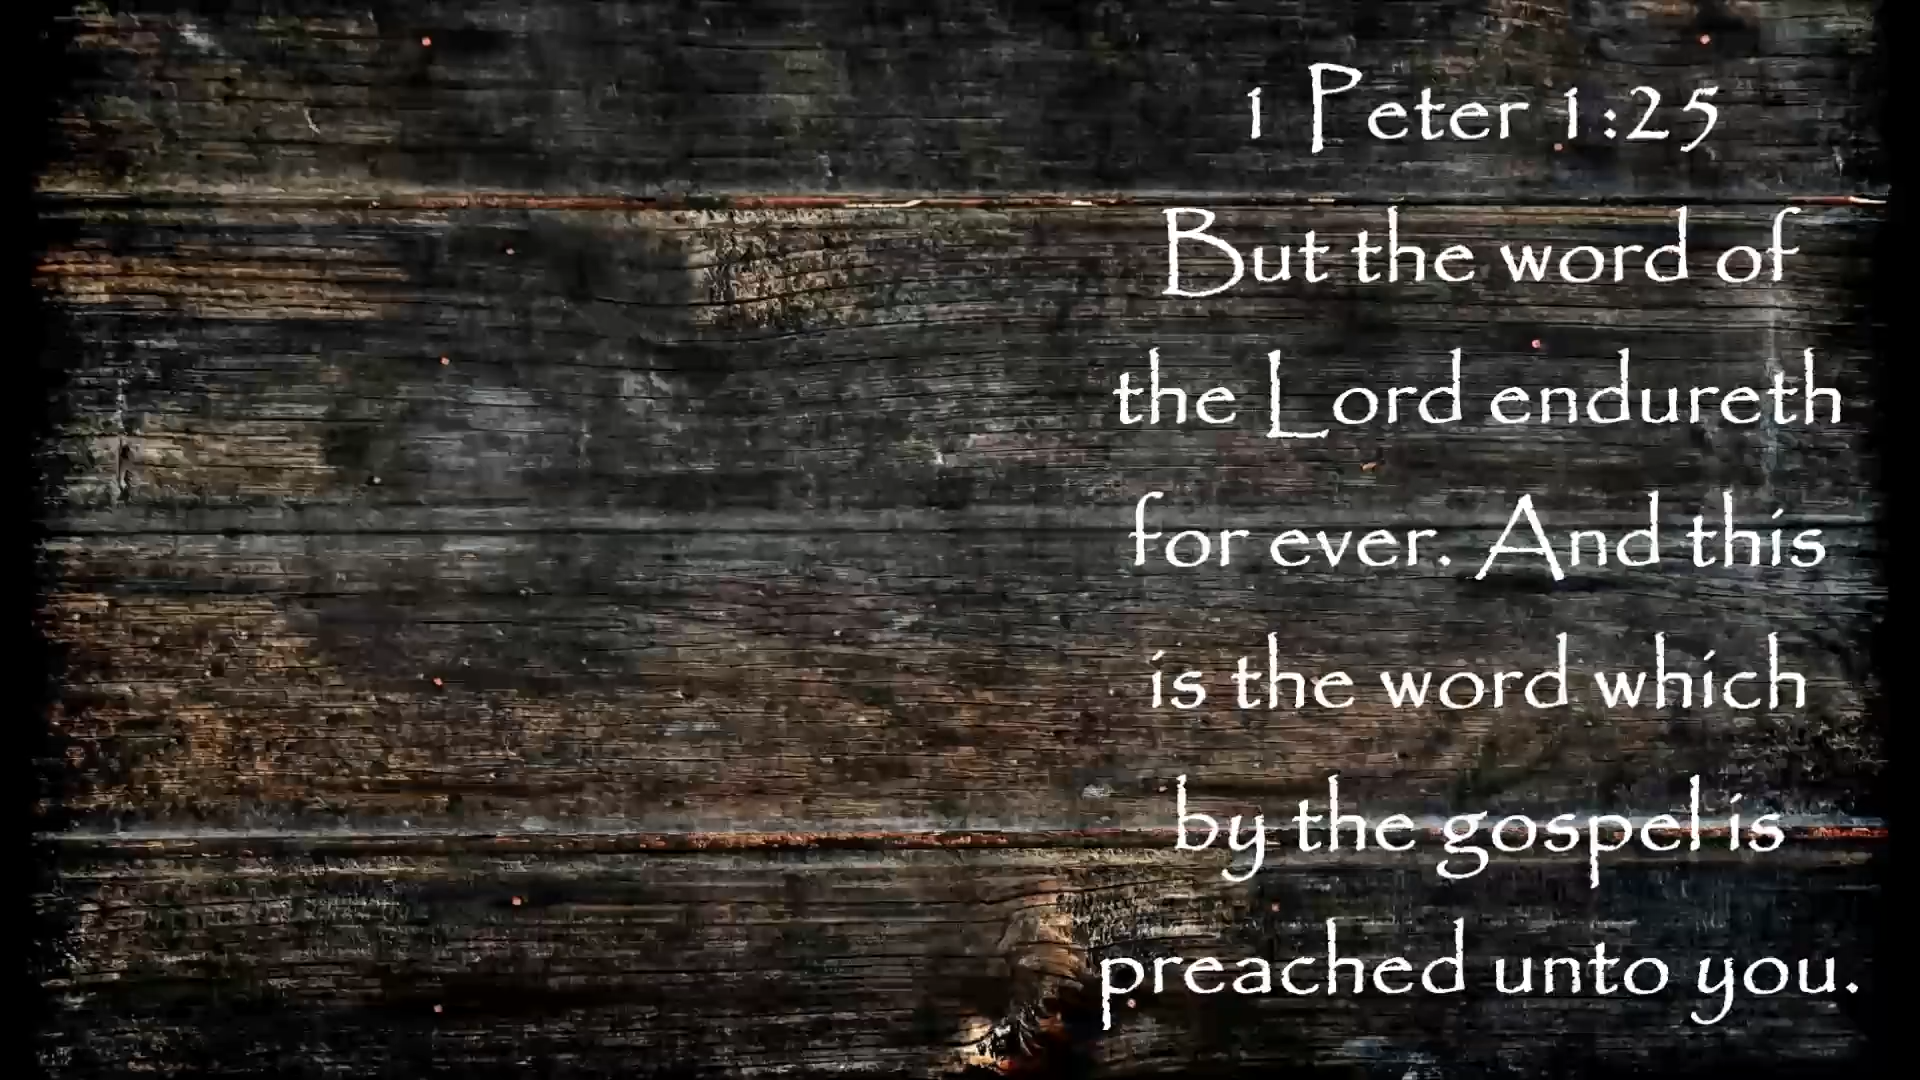 1 Peter 1:25
But the word of
the Lord endureth
for ever. And this
is the word which
by the gospel is
preached unto you.